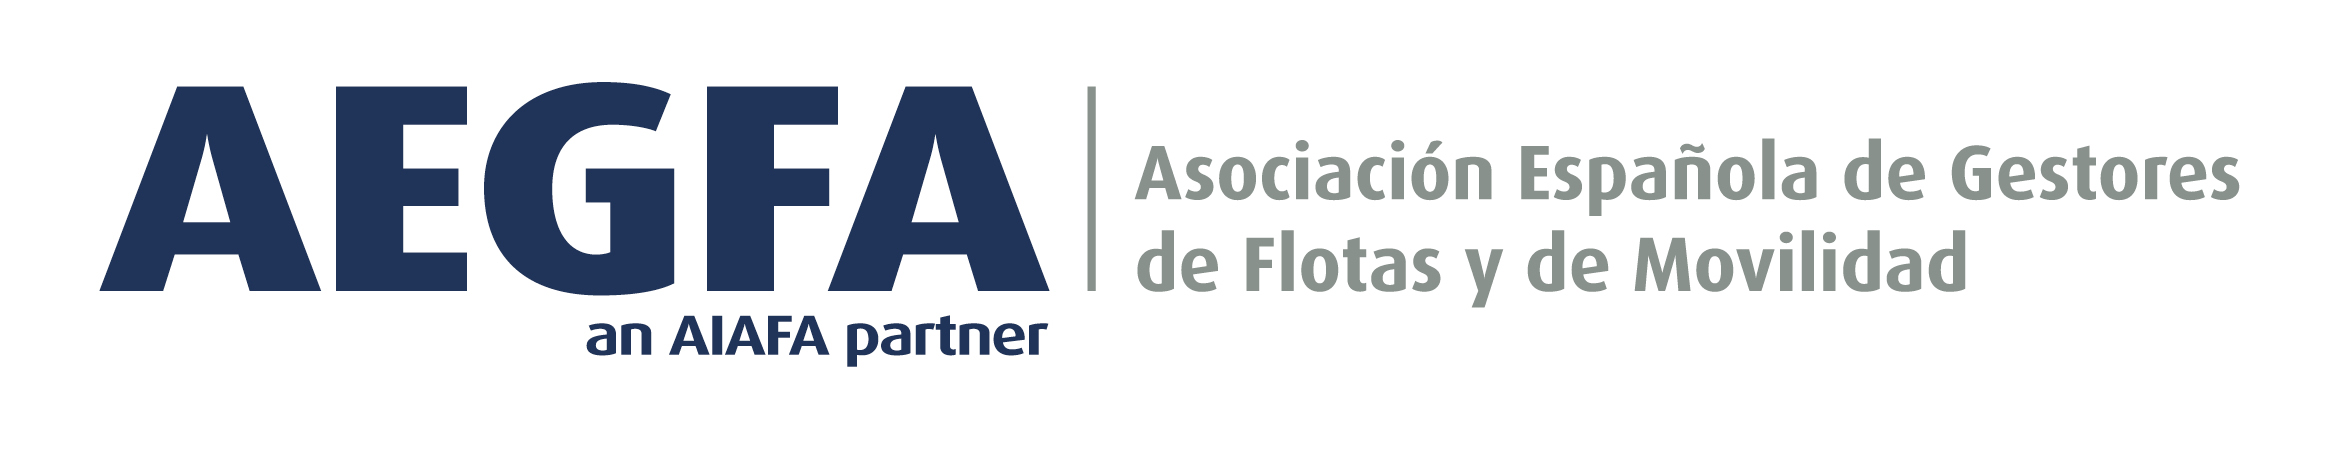 AEGFA
an AIAFA partner
Asociación Española de Gestores
de Flotas y de Movilidad